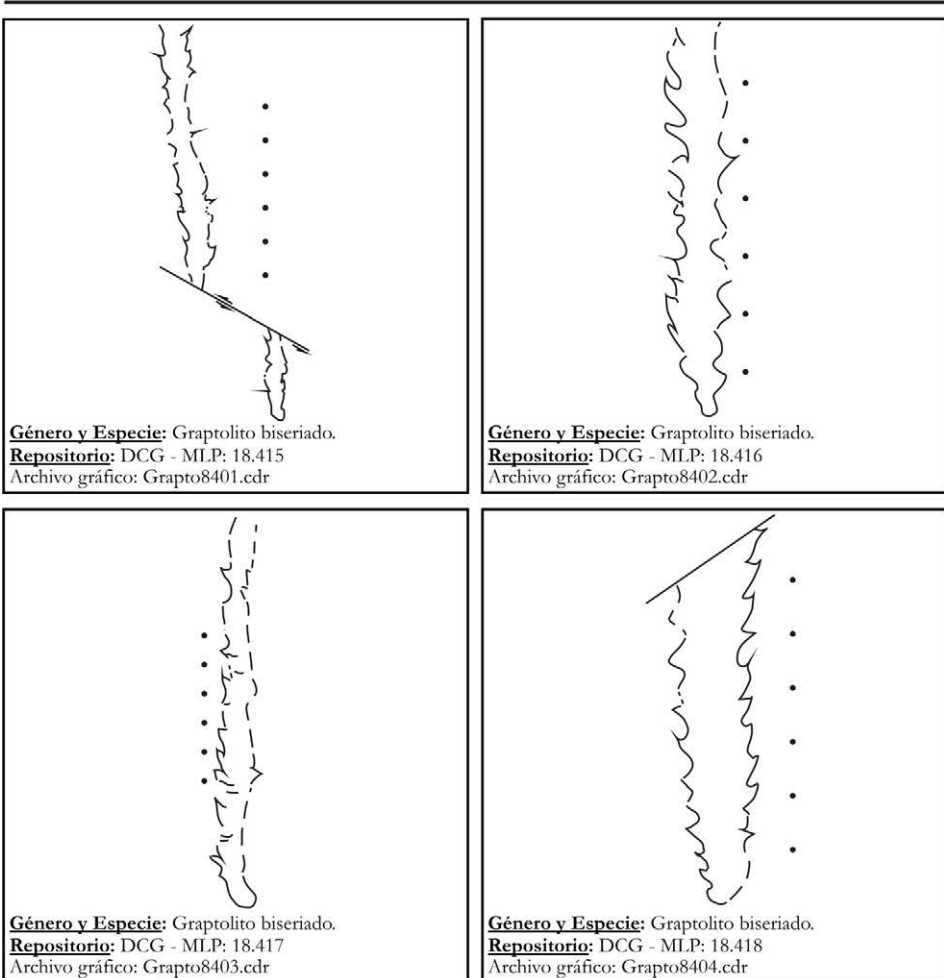 Género y Especie: Graptolito biseriado.
Repositorio: DCG - MLP: 18.415
Archivo gráfico: Grapto8401.cdr
Género y Especie: Graptolito biseriado.
Repositorio: DCG - MLP: 18.416
Archivo gráfico: Grapto8402.cdr
Género y Especie: Graptolito biseriado.
Repositorio: DCG - MLP: 18.417
Archivo gráfico: Grapto8403.cdr
Género y Especie: Graptolito biseriado.
Repositorio: DCG - MLP: 18.418
Archivo gráfico: Grapto8404.cdr